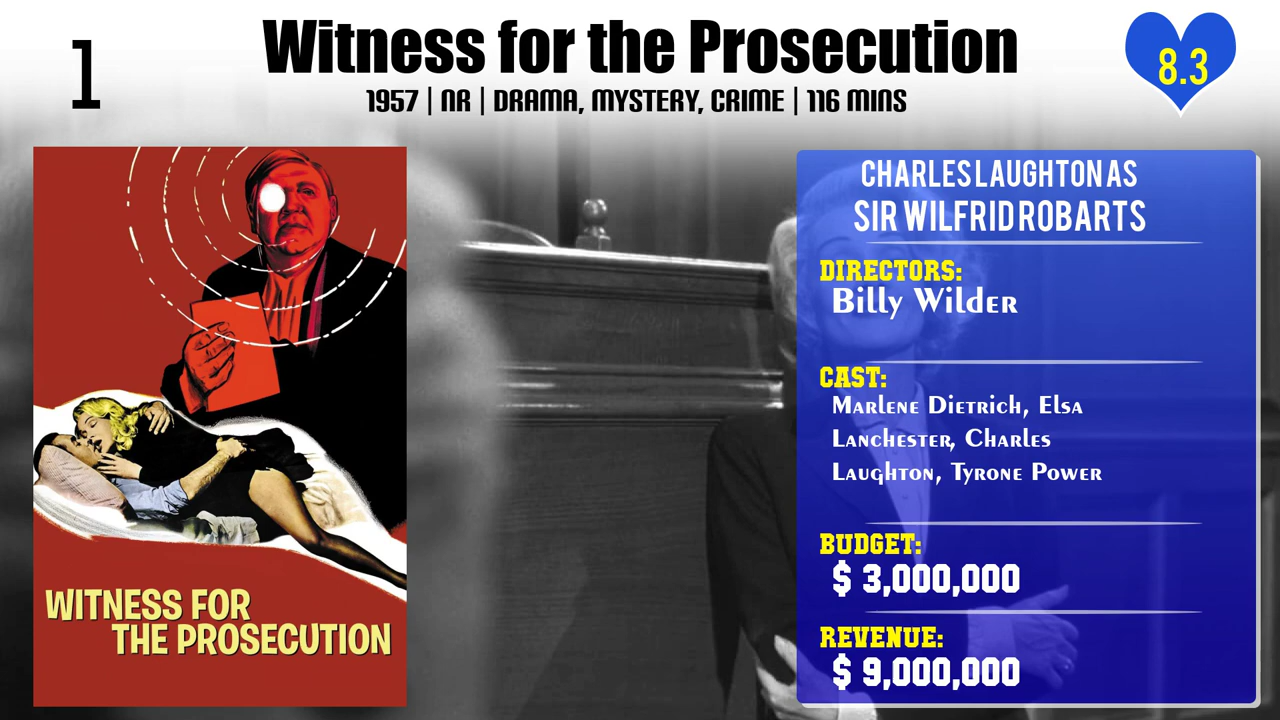 1
Witness for the Prosecution
8.3
1957 | NR | DRAMA, MYSTERY, CRIME | 116 MINS
WITNESS FOR
THE PROSECUTION
CHARLES LAUGHTON AS
SIR WILFRID ROBARTS
DIRECTORS:
Billy Wilder
CAST:
Marlene Dietrich, Elsa
Lanchester, Charles
Laughton, Tyrone Power
BUDGET:
$ 3,000,000
REVENUE:
$ 9,000,000